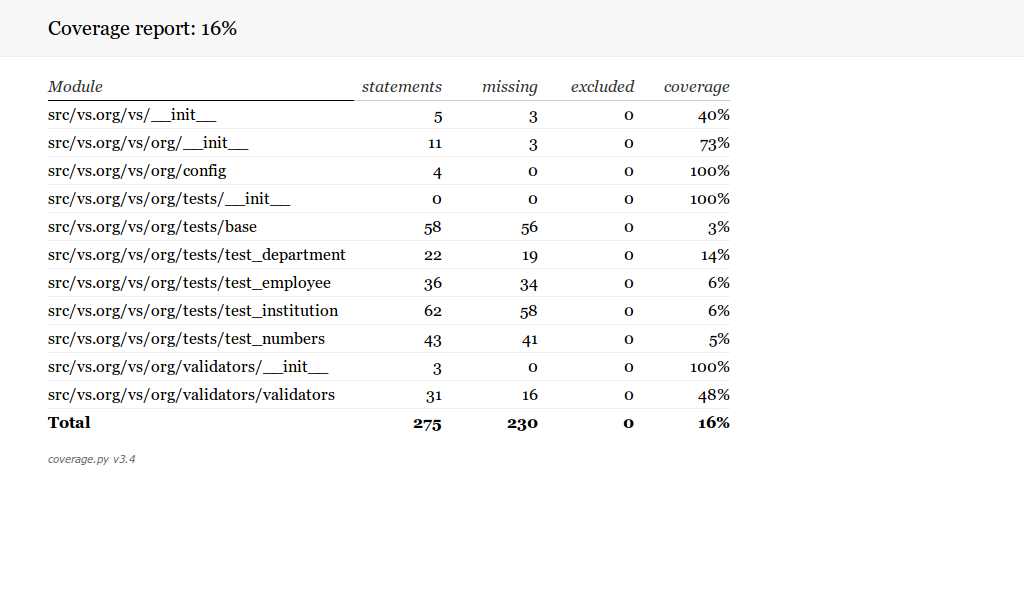 Coverage report: 16%
Module statements missing excluded coverage
src/vs.org/vs/__init__ 5 3 0 40%
src/vs.org/vs/org/__init__ 11 3 0 73%
src/vs.org/vs/org/config 4 0 0 100%
src/vs.org/vs/org/tests/__init__ 0 0 0 100%
src/vs.org/vs/org/tests/base 58 56 0 3%
src/vs.org/vs/org/tests/test_department 22 19 0 14%
src/vs.org/vs/org/tests/test_employee 36 34 0 6%
src/vs.org/vs/org/tests/test_institution 62 58 0 6%
src/vs.org/vs/org/tests/test_numbers 43 41 0 5%
src/vs.org/vs/org/validators/__init__ 3 0 0 100%
src/vs.org/vs/org/validators/validators 31 16 0 48%
Total 275 230 0 16%
coverage.py v3.4